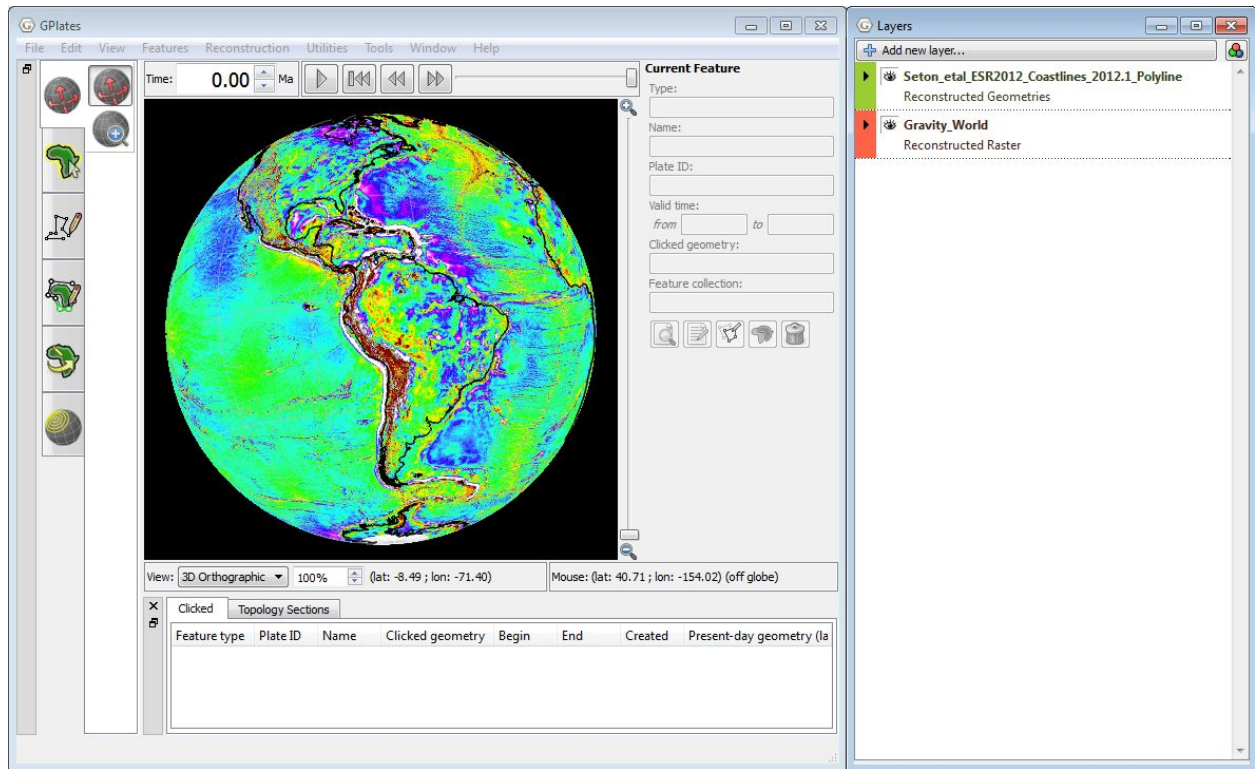 GPlates
File Edit View Features Reconstruction Utilities Tools Window Help
Time: 0.00 Ma
Current Feature
Type:
Name:
Plate ID:
Valid time:
from to
Clicked geometry:
Feature collection:
View: 3D Orthographic 100% (lat: -8.49 ; lon: -71.40) Mouse: (lat: 40.71 ; lon: -154.02) (off globe)
Clicked Topology Sections
Feature type Plate ID Name Clicked geometry Begin End Created Present-day geometry (la
Layers
Add new layer...
Seton_etal_ESR2012_Coastlines_2012.1_Polyline
Reconstructed Geometries
Gravity_World
Reconstructed Raster